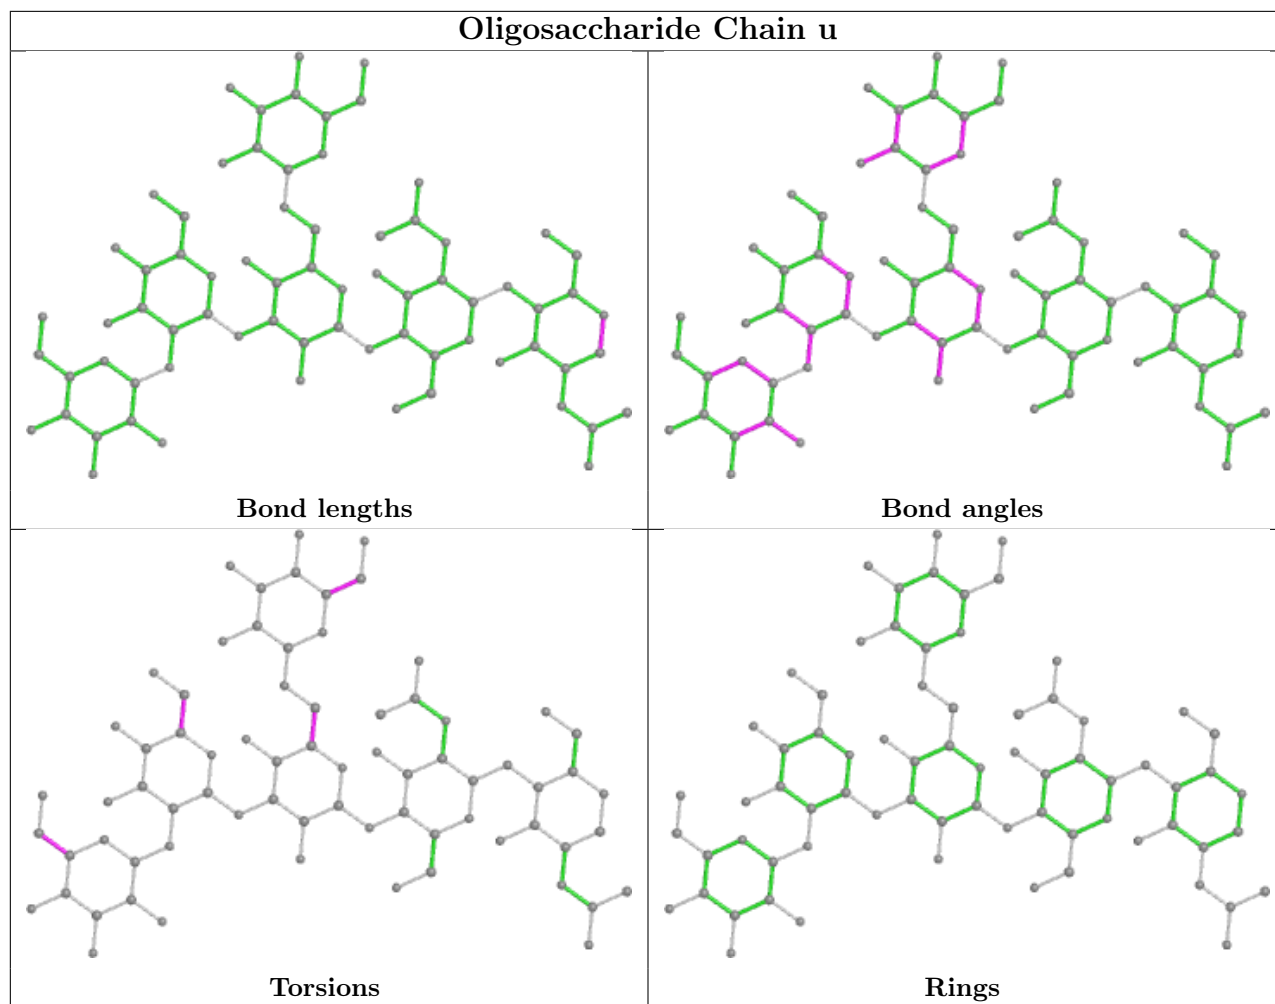 Oligosaccharide Chain u
Bond lengths
Bond angles
Torsions
Rings